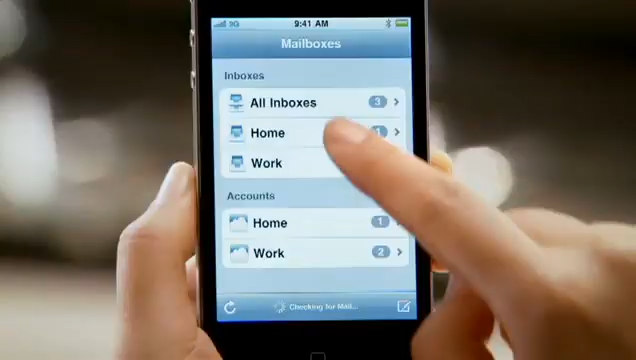 3G 9:41 AM
Mailboxes
Inboxes
All Inboxes 3
Home 1
Work
Accounts
Home 1
Work 2
Checking for Mail...